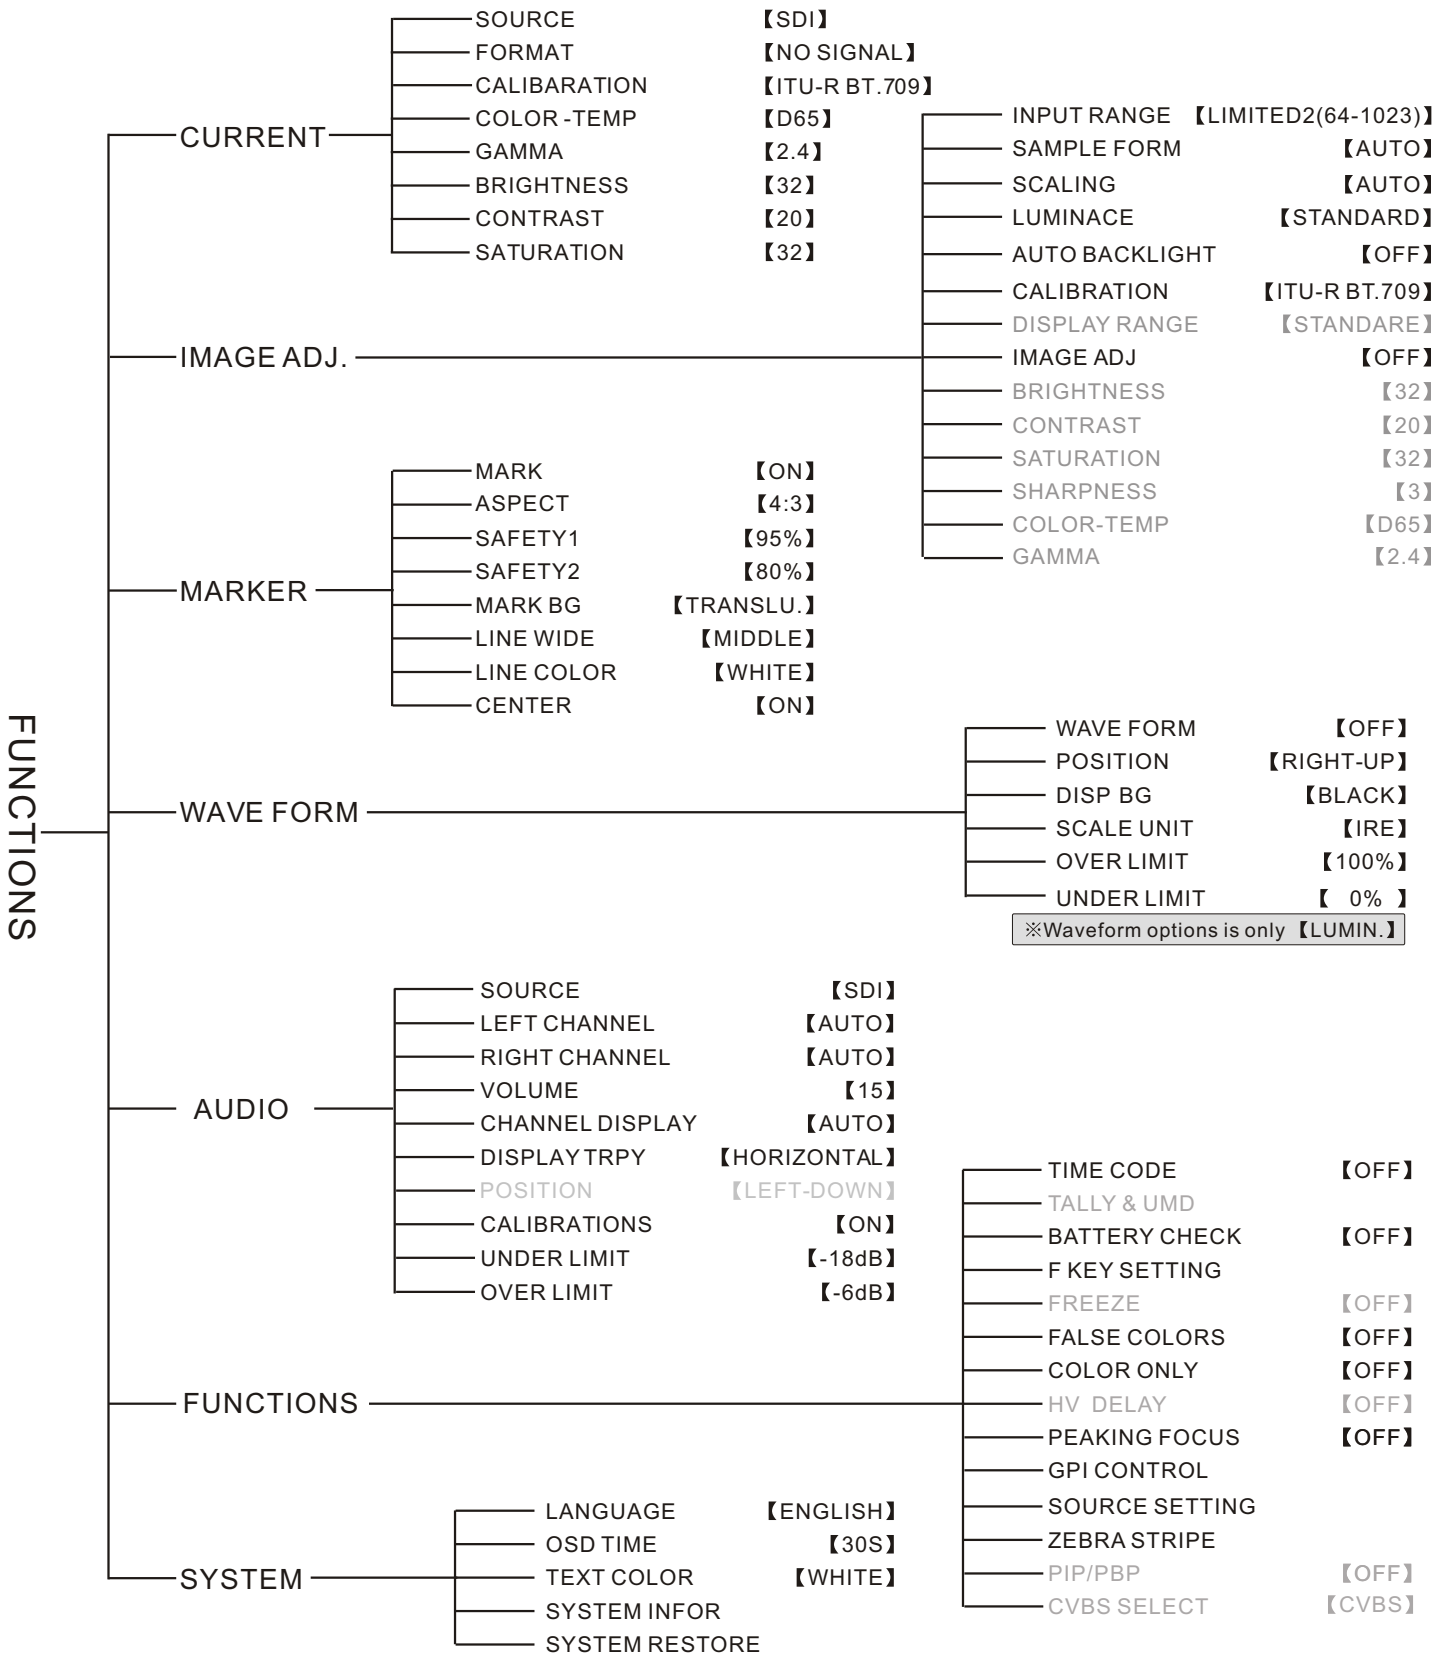 FUNCTIONS
CURRENT
SOURCE 【SDI】
FORMAT 【NO SIGNAL】
CALIBARATION 【ITU-R BT.709】
COLOR-TEMP 【D65】
GAMMA 【2.4】
BRIGHTNESS 【32】
CONTRAST 【20】
SATURATION 【32】
IMAGE ADJ.
INPUT RANGE 【LIMITED2(64-1023)】
SAMPLE FORM 【AUTO】
SCALING 【AUTO】
LUMINACE 【STANDARD】
AUTO BACKLIGHT 【OFF】
CALIBRATION 【ITU-R BT.709】
DISPLAY RANGE 【STANDARE】
IMAGE ADJ 【OFF】
BRIGHTNESS 【32】
CONTRAST 【20】
SATURATION 【32】
SHARPNESS 【3】
COLOR-TEMP 【D65】
GAMMA 【2.4】
MARKER
MARK 【ON】
ASPECT 【4:3】
SAFETY1 【95%】
SAFETY2 【80%】
MARK BG 【TRANSLU.】
LINE WIDE 【MIDDLE】
LINE COLOR 【WHITE】
CENTER 【ON】
WAVE FORM
WAVE FORM 【OFF】
POSITION 【RIGHT-UP】
DISP BG 【BLACK】
SCALE UNIT 【IRE】
OVER LIMIT 【100%】
UNDER LIMIT 【 0% 】
※Waveform options is only 【LUMIN.】
AUDIO
SOURCE 【SDI】
LEFT CHANNEL 【AUTO】
RIGHT CHANNEL 【AUTO】
VOLUME 【15】
CHANNEL DISPLAY 【AUTO】
DISPLAY TRPY 【HORIZONTAL】
POSITION 【LEFT-DOWN】
CALIBRATIONS 【ON】
UNDER LIMIT 【-18dB】
OVER LIMIT 【-6dB】
FUNCTIONS
TIME CODE 【OFF】
TALLY & UMD
BATTERY CHECK 【OFF】
F KEY SETTING
FREEZE 【OFF】
FALSE COLORS 【OFF】
COLOR ONLY 【OFF】
HV DELAY 【OFF】
PEAKING FOCUS 【OFF】
GPI CONTROL
SOURCE SETTING
ZEBRA STRIPE
PIP/PBP 【OFF】
CVBS SELECT 【CVBS】
SYSTEM
LANGUAGE 【ENGLISH】
OSD TIME 【30S】
TEXT COLOR 【WHITE】
SYSTEM INFOR
SYSTEM RESTORE